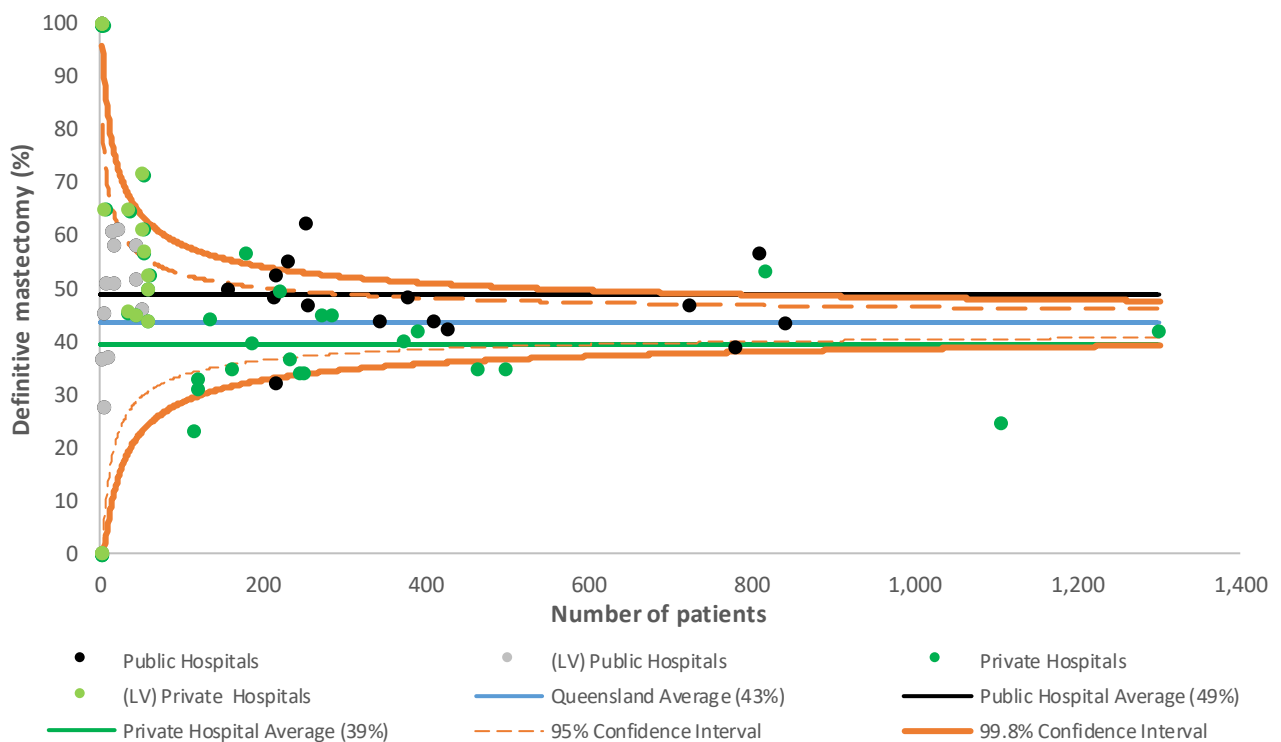 100
90
80
70
60
50
40
30
20
10
0
Definitive mastectomy (%)
0 200 400 600 800 1,000 1,200 1,400
Number of patients
Public Hospitals (LV) Public Hospitals Private Hospitals
(LV) Private Hospitals Queensland Average (43%) Public Hospital Average (49%)
Private Hospital Average (39%) 95% Confidence Interval 99.8% Confidence Interval